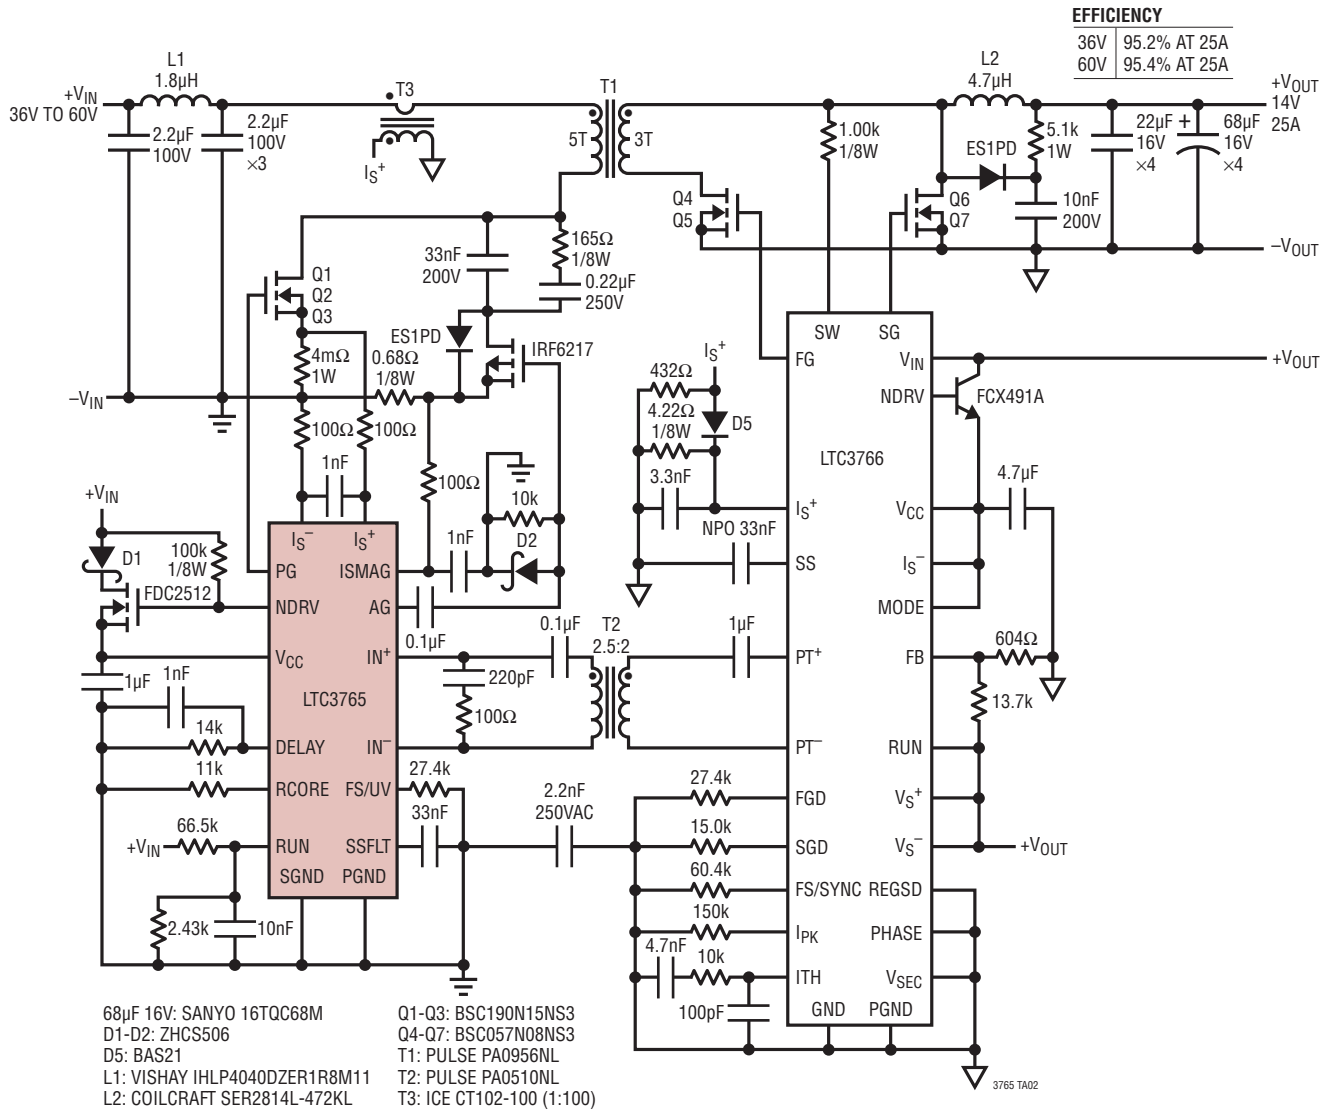 EFFICIENCY
36V 95.2% AT 25A
60V 95.4% AT 25A
L1
1.8µH
T3
T1
L2
4.7µH
+VIN
36V TO 60V
+VOUT
14V
25A
2.2µF
100V
2.2µF
100V
×3
IS+
5T
3T
1.00k
1/8W
ES1PD
5.1k
1W
22µF
16V
×4
+
68µF
16V
×4
Q4
Q5
Q6
Q7
10nF
200V
–VOUT
33nF
200V
165Ω
1/8W
0.22µF
250V
Q1
Q2
Q3
ES1PD
IRF6217
4mΩ
1W
0.68Ω
1/8W
–VIN
100Ω
100Ω
1nF
100Ω
10k
1nF
D2
+VIN
D1
100k
1/8W
FDC2512
IS–
IS+
PG
ISMAG
NDRV
AG
0.1µF
VCC
IN+
1µF
1nF
LTC3765
14k
DELAY
IN–
11k
RCORE
FS/UV
27.4k
33nF
66.5k
+VIN
RUN
SSFLT
SGND
PGND
2.43k
10nF
220pF
100Ω
0.1µF
T2
2.5:2
1µF
2.2nF
250VAC
SW
SG
FG
VIN
+VOUT
NDRV
FCX491A
IS+
432Ω
4.22Ω
1/8W
D5
3.3nF
NPO 33nF
LTC3766
4.7µF
IS+
VCC
SS
IS–
MODE
PT+
FB
604Ω
13.7k
PT–
RUN
27.4k
FGD
VS+
15.0k
SGD
VS–
+VOUT
60.4k
FS/SYNC
REGSD
150k
IPK
PHASE
4.7nF
10k
ITH
VSEC
100pF
GND
PGND
68µF 16V: SANYO 16TQC68M
D1-D2: ZHCS506
D5: BAS21
L1: VISHAY IHLP4040DZER1R8M11
L2: COILCRAFT SER2814L-472KL
Q1-Q3: BSC190N15NS3
Q4-Q7: BSC057N08NS3
T1: PULSE PA0956NL
T2: PULSE PA0510NL
T3: ICE CT102-100 (1:100)
3765 TA02